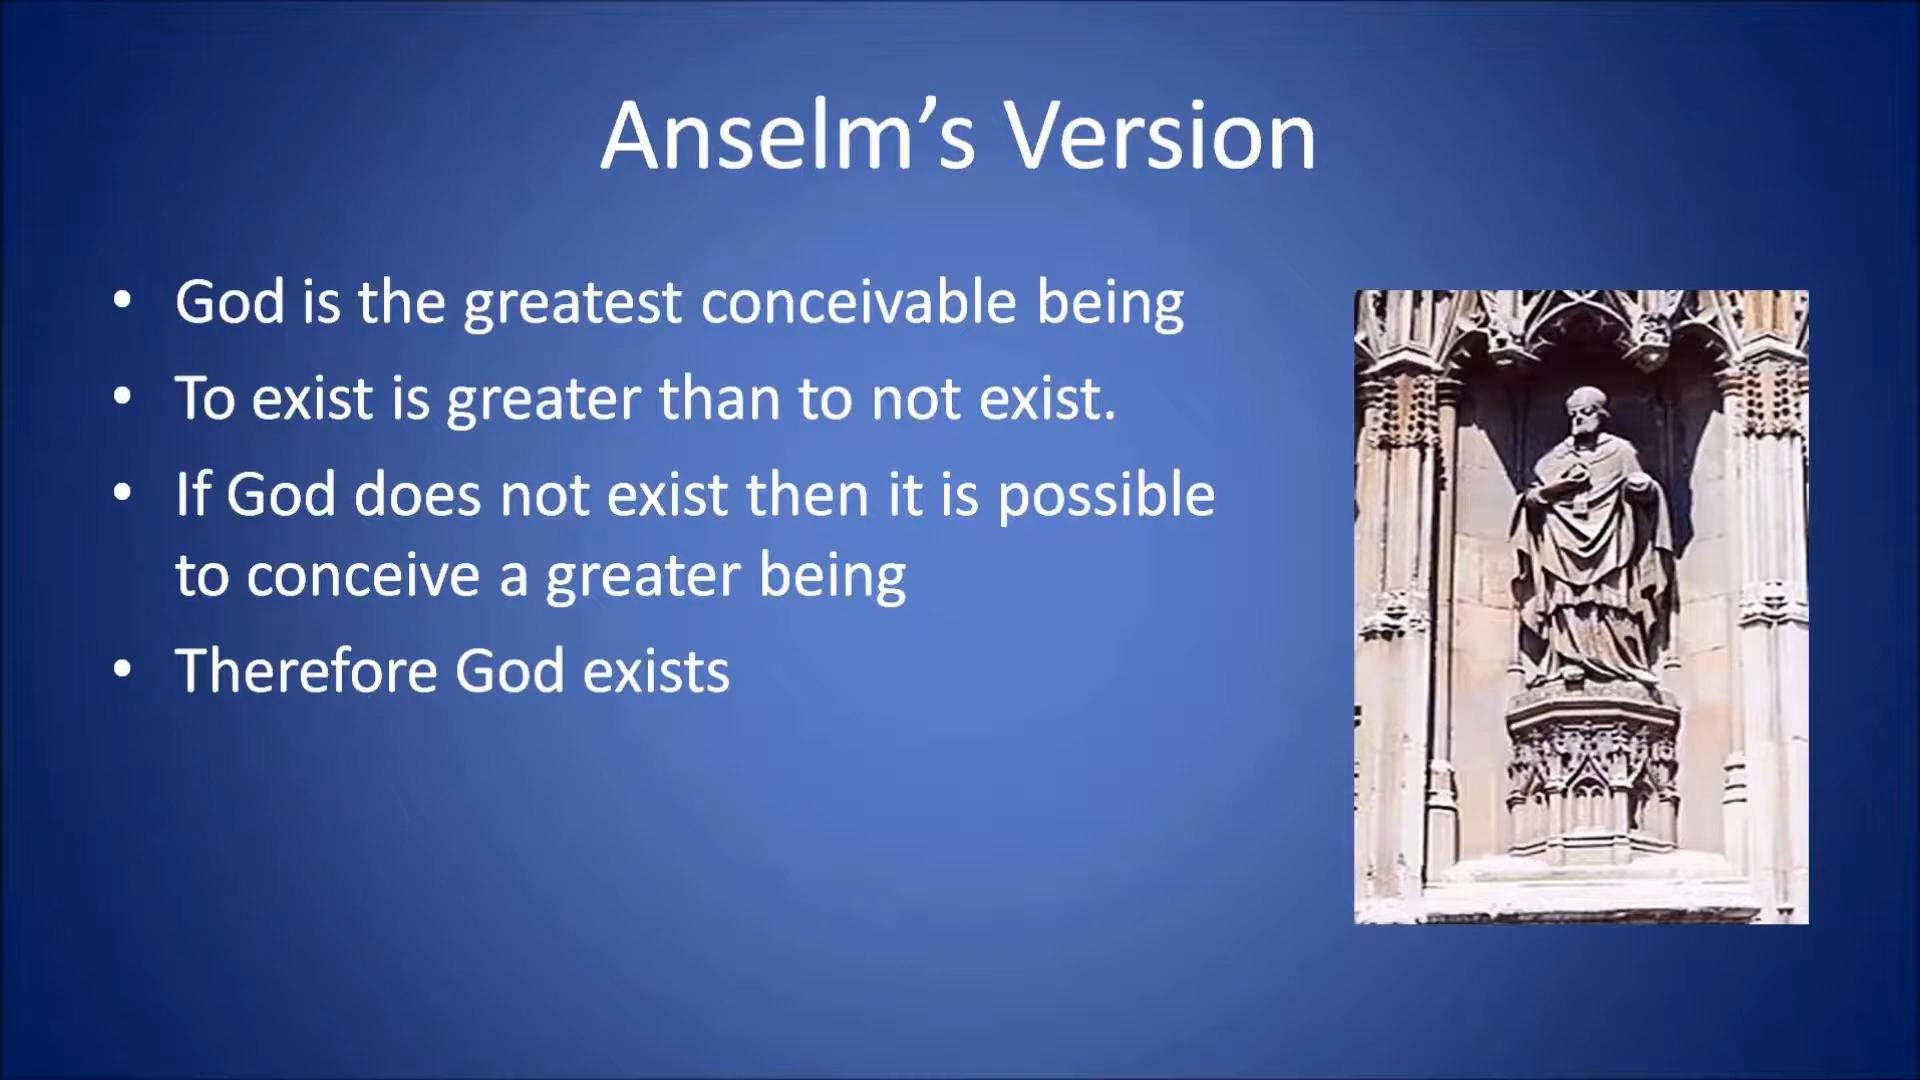 Anselm’s Version
• God is the greatest conceivable being
• To exist is greater than to not exist.
• If God does not exist then it is possible
to conceive a greater being
• Therefore God exists